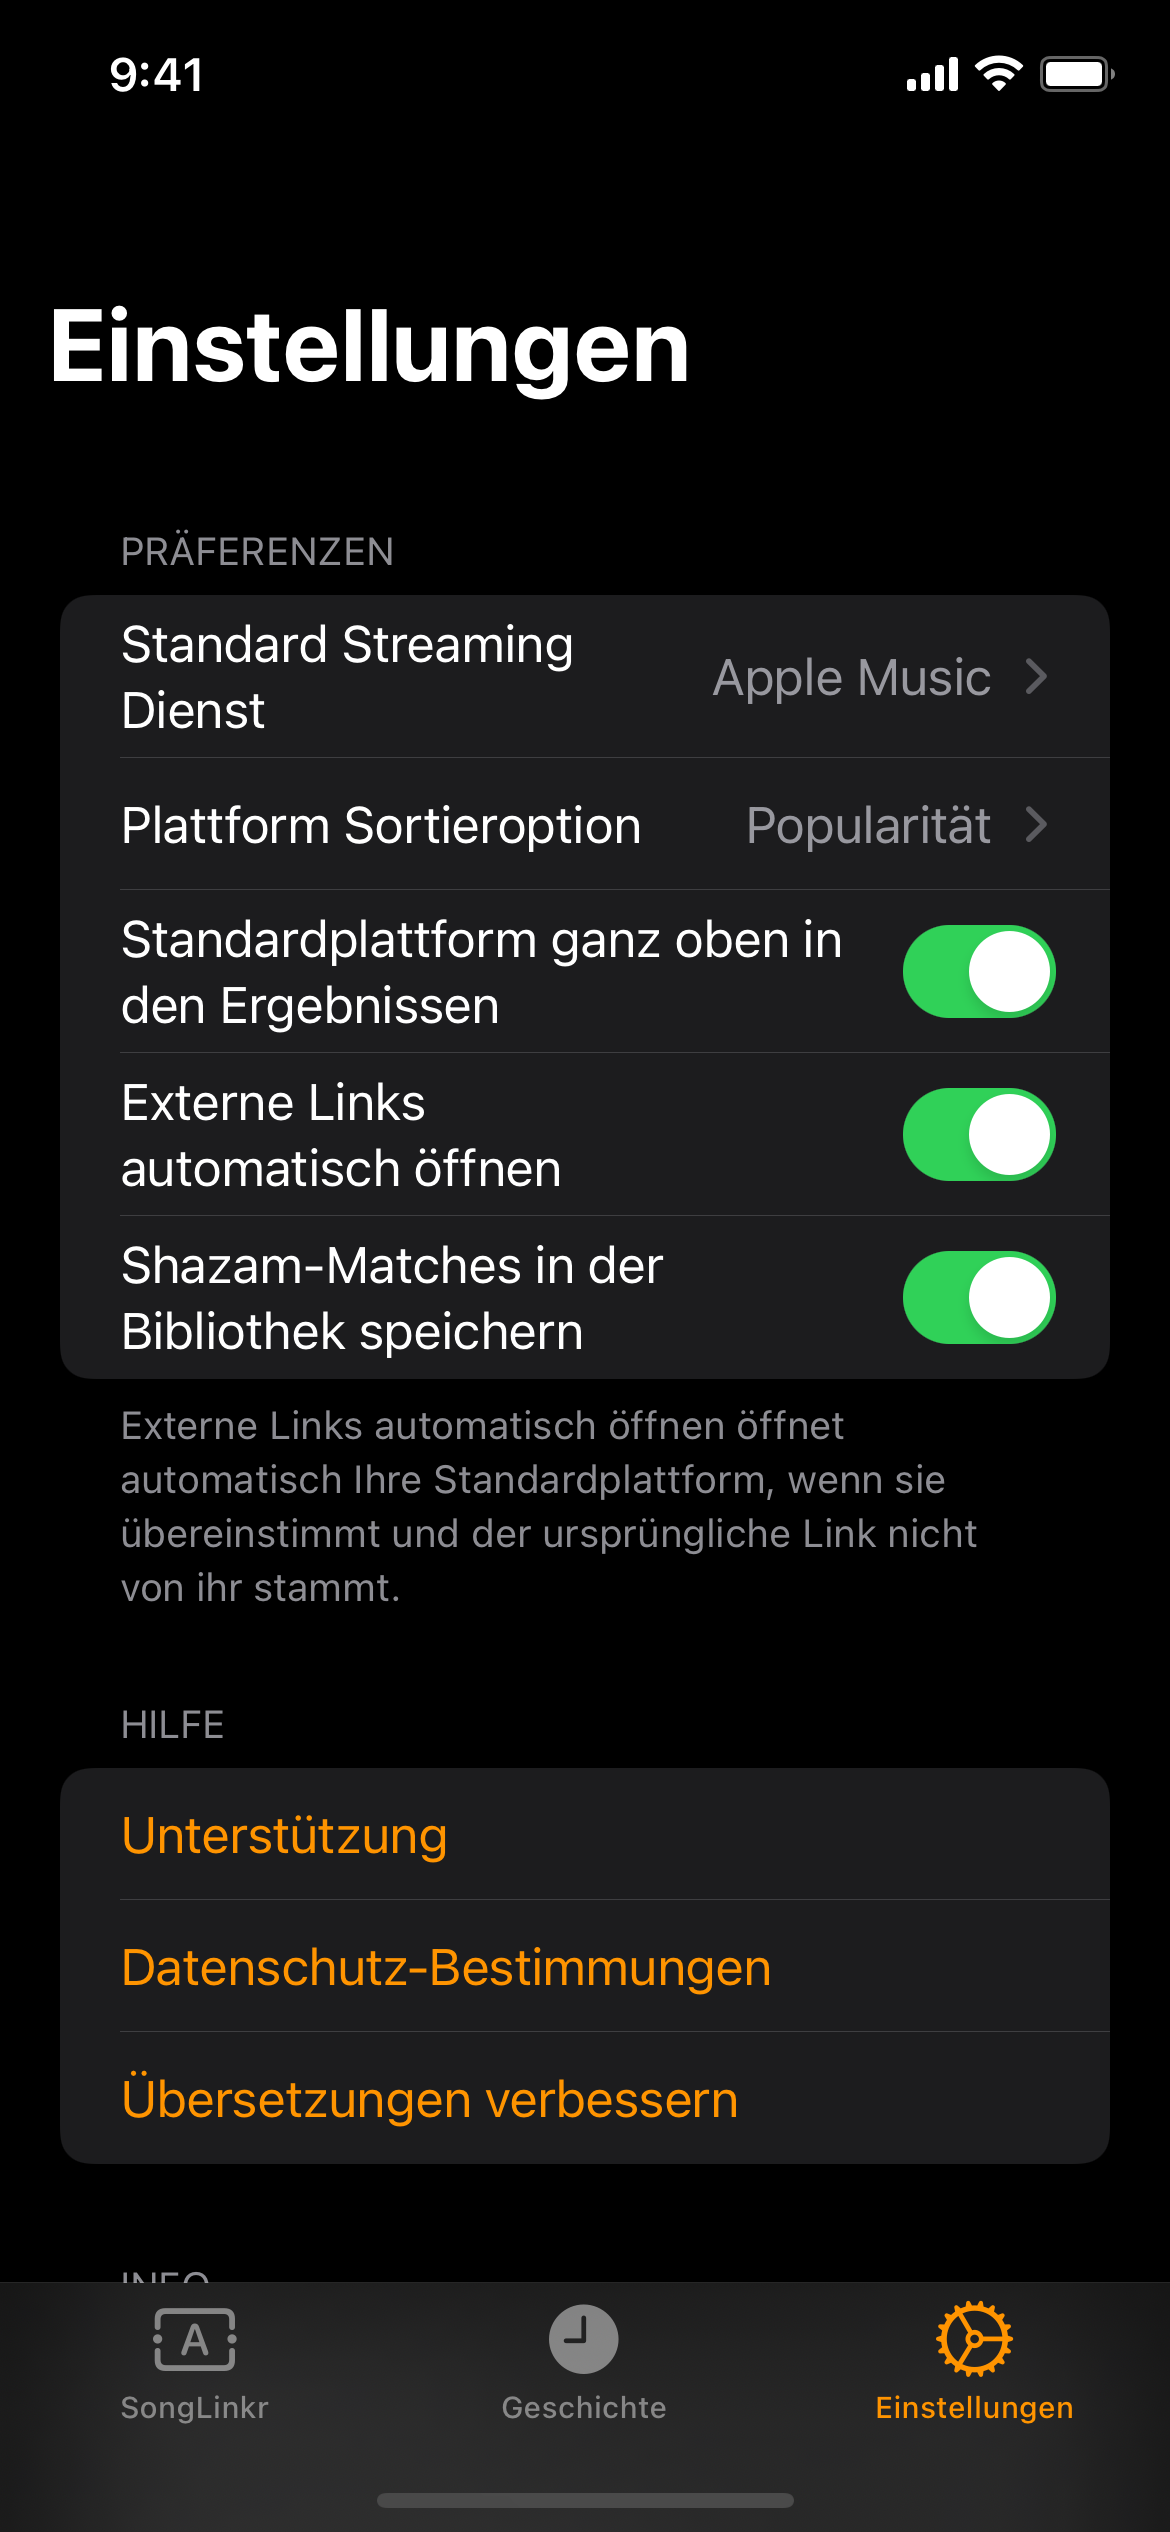 9:41
Einstellungen
PRÄFERENZEN
Standard Streaming
Dienst
Apple Music
Plattform Sortieroption
Popularität
Standardplattform ganz oben in
den Ergebnissen
Externe Links
automatisch öffnen
Shazam-Matches in der
Bibliothek speichern
Externe Links automatisch öffnen öffnet
automatisch Ihre Standardplattform, wenn sie
übereinstimmt und der ursprüngliche Link nicht
von ihr stammt.
HILFE
Unterstützung
Datenschutz-Bestimmungen
Übersetzungen verbessern
INFO
A
SongLinkr
Geschichte
Einstellungen